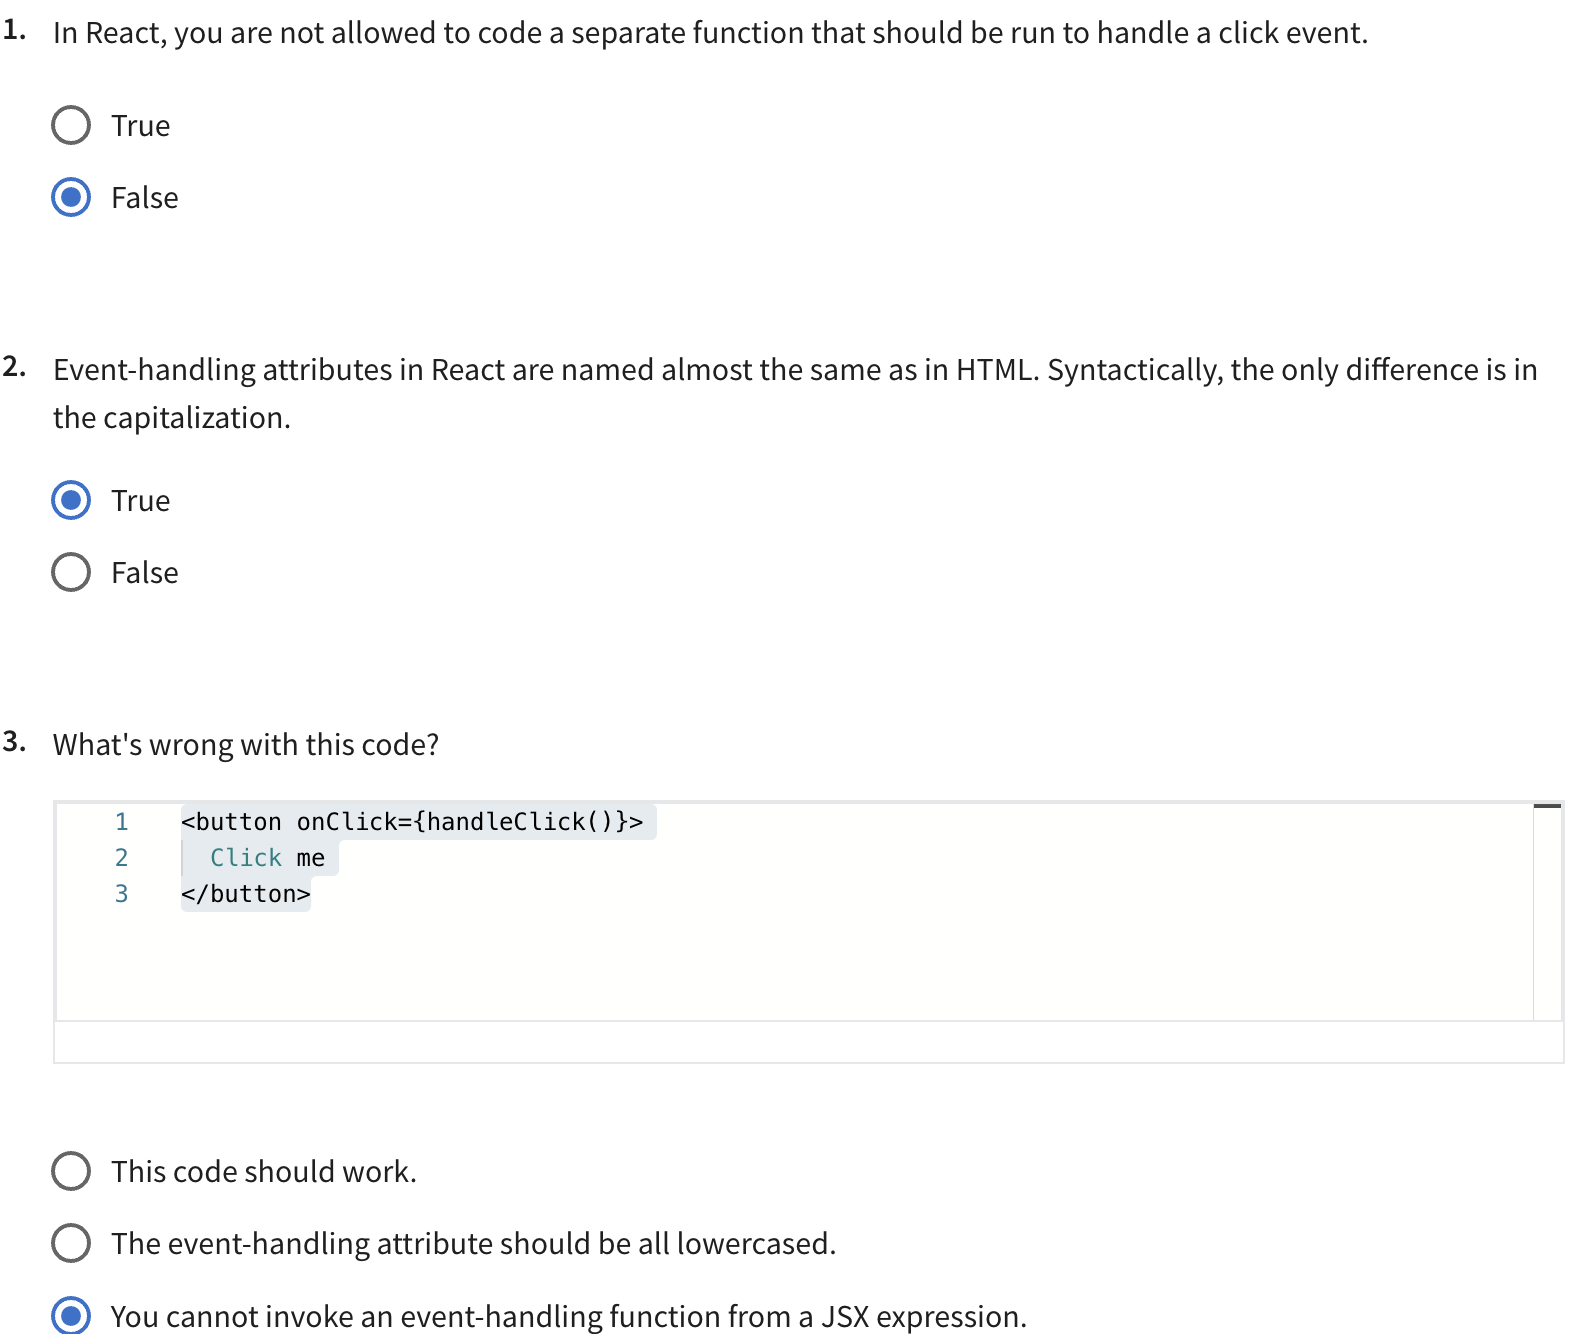 1. In React, you are not allowed to code a separate function that should be run to handle a click event.
True
False
2. Event-handling attributes in React are named almost the same as in HTML. Syntactically, the only difference is in
the capitalization.
True
False
3. What's wrong with this code?
1 <button onClick={handleClick()}>
2   Click me
3 </button>
This code should work.
The event-handling attribute should be all lowercased.
You cannot invoke an event-handling function from a JSX expression.